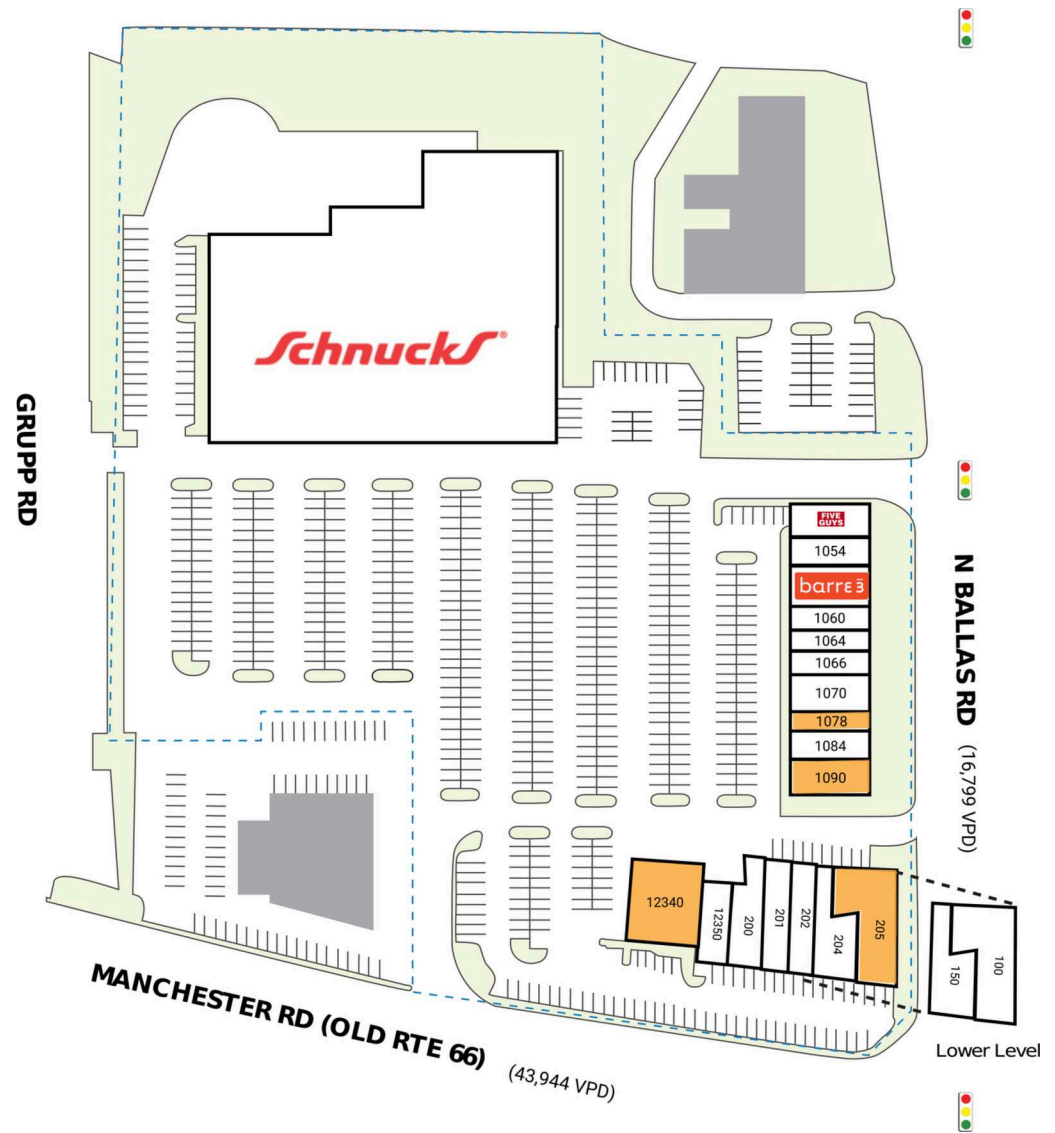 Schnucks®
GRUPP RD
FIVE
GUYS
1054
barre3
1060
1064
1066
1070
1078
1084
1090
N BALLAS RD (16,799 VPD)
12340
12350
200
201
202
204
205
150
100
Lower Level
MANCHESTER RD (OLD RTE 66) (43,944 VPD)